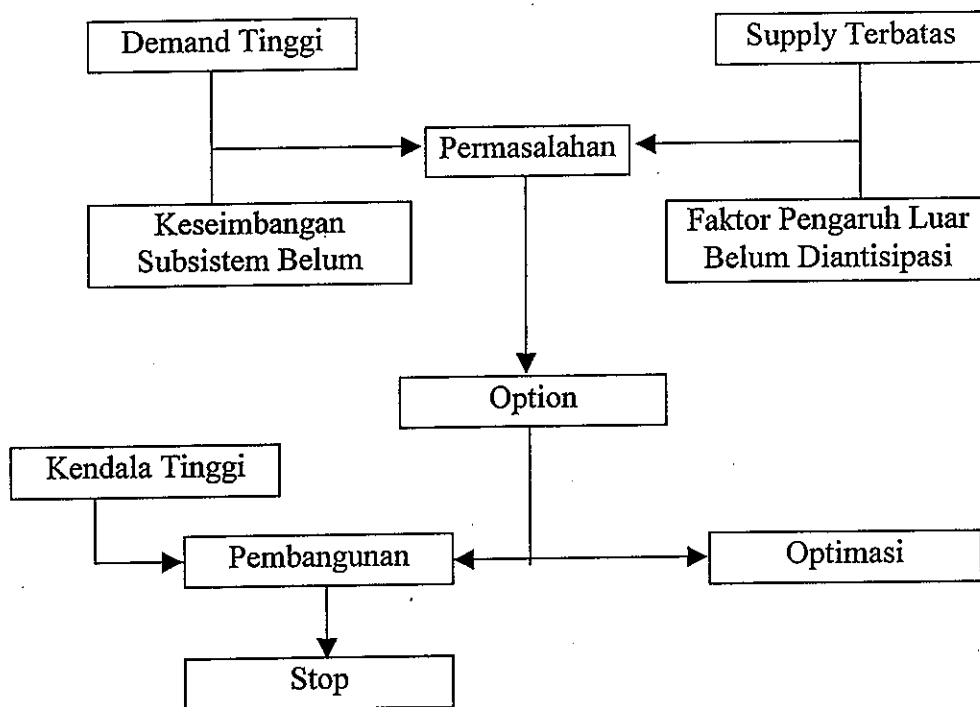 Demand Tinggi
Supply Terbatas
Permasalahan
Keseimbangan
Subsistem Belum
Faktor Pengaruh Luar
Belum Diantisipasi
Option
Kendala Tinggi
Pembangunan
Optimasi
Stop